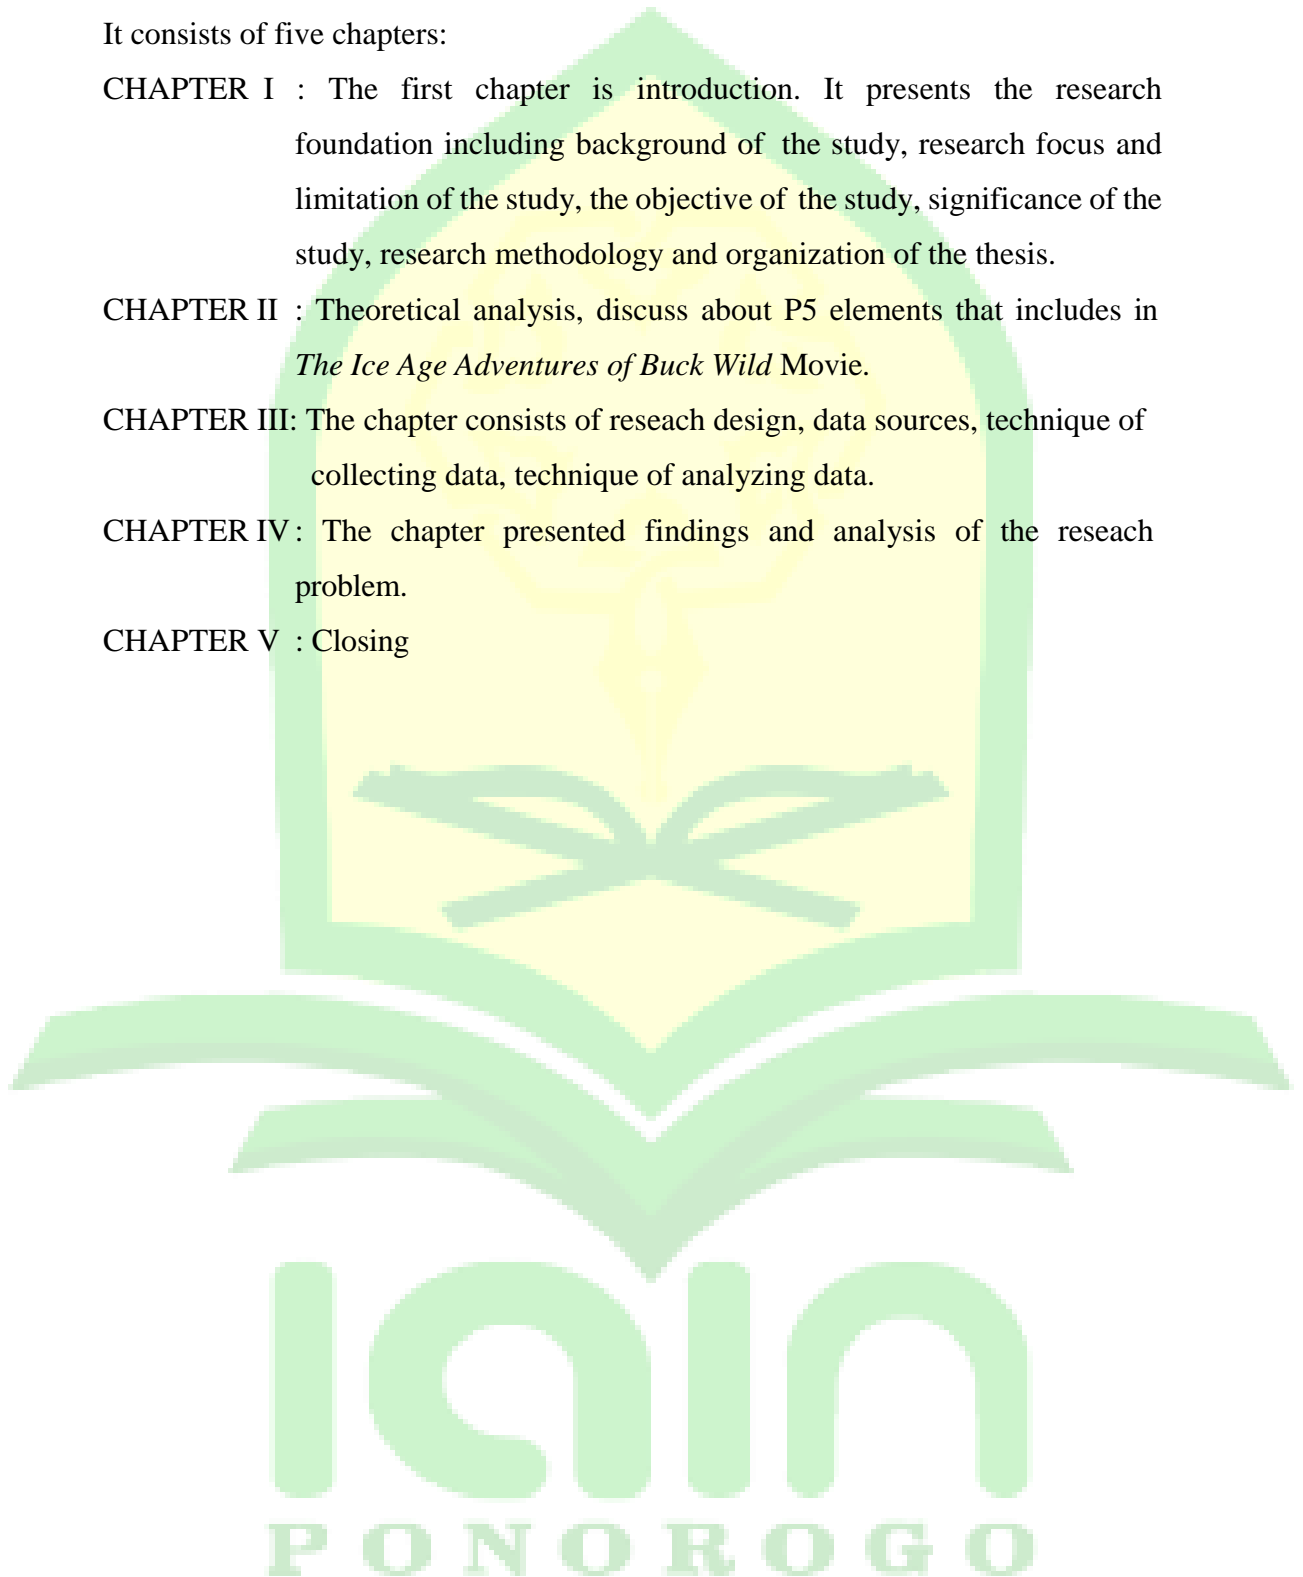 It consists of five chapters:
CHAPTER I : The first chapter is introduction. It presents the research
foundation including background of the study, research focus and
limitation of the study, the objective of the study, significance of the
study, research methodology and organization of the thesis.
CHAPTER II : Theoretical analysis, discuss about P5 elements that includes in
The Ice Age Adventures of Buck Wild Movie.
CHAPTER III: The chapter consists of reseach design, data sources, technique of
collecting data, technique of analyzing data.
CHAPTER IV : The chapter presented findings and analysis of the reseach
problem.
CHAPTER V : Closing
iain
PONOROGO